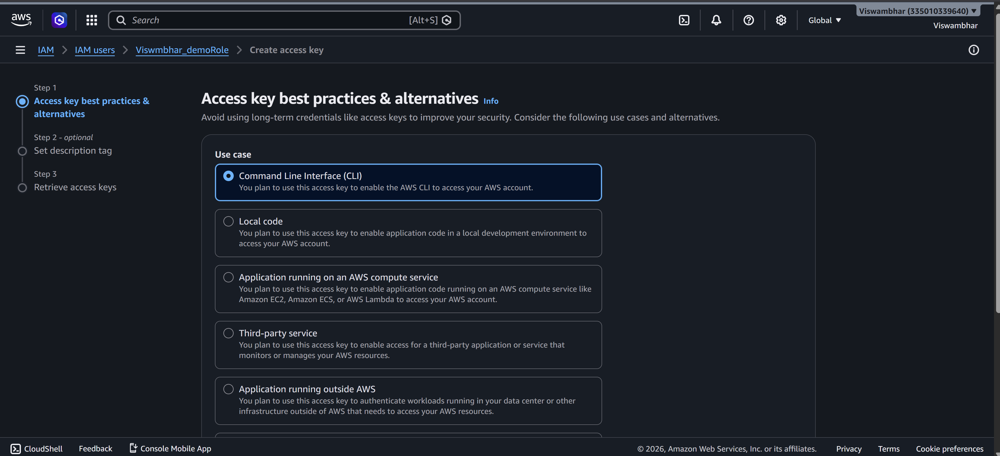 aws
Search
[Alt+S]
Global
Viswambhar (335010339640)
Viswambhar
IAM
IAM users
Viswmbhar_demoRole
Create access key
Step 1
Access key best practices &
alternatives
Step 2 - optional
Set description tag
Step 3
Retrieve access keys
Access key best practices & alternatives Info
Avoid using long-term credentials like access keys to improve your security. Consider the following use cases and alternatives.
Use case
Command Line Interface (CLI)
You plan to use this access key to enable the AWS CLI to access your AWS account.
Local code
You plan to use this access key to enable application code in a local development environment to
access your AWS account.
Application running on an AWS compute service
You plan to use this access key to enable application code running on an AWS compute service like
Amazon EC2, Amazon ECS, or AWS Lambda to access your AWS account.
Third-party service
You plan to use this access key to enable access for a third-party application or service that
monitors or manages your AWS resources.
Application running outside AWS
You plan to use this access key to authenticate workloads running in your data center or other
infrastructure outside of AWS that needs to access your AWS resources.
CloudShell
Feedback
Console Mobile App
© 2026, Amazon Web Services, Inc. or its affiliates.
Privacy
Terms
Cookie preferences